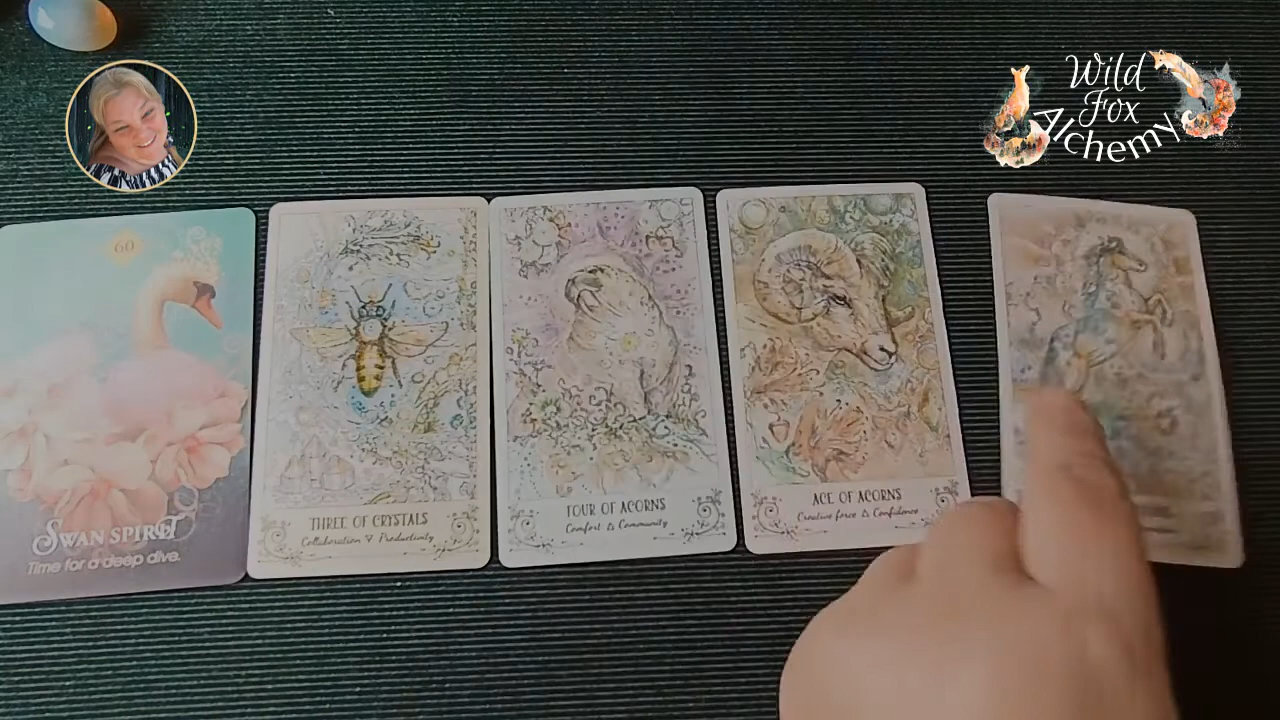 Wild
Fox
Alchemy
60
SWAN SPIRIT
Time for a deep dive.
THREE OF CRYSTALS
Collaboration & Productivity
FOUR OF ACORNS
Comfort & Community
ACE OF ACORNS
Creative force & Confidence